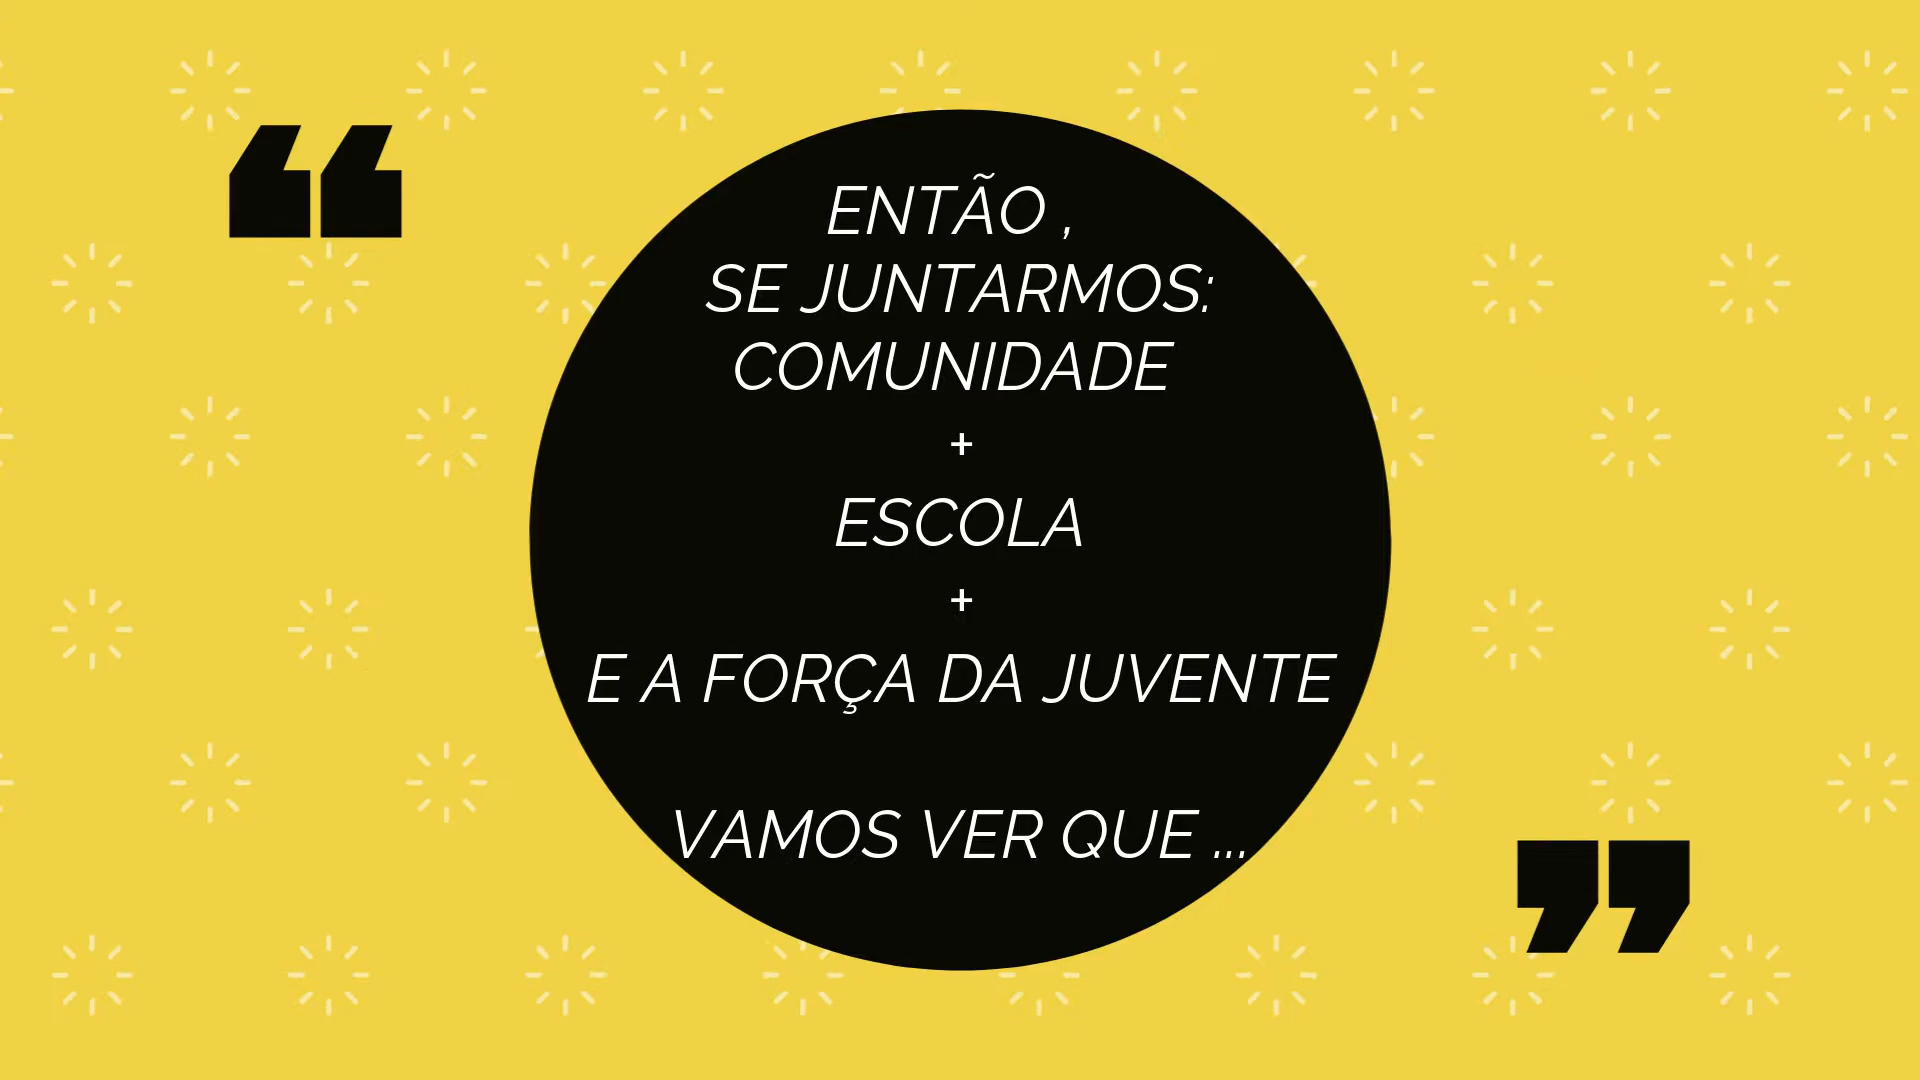 ENTÃO ,
SE JUNTARMOS:
COMUNIDADE
+
ESCOLA
+
E A FORÇA DA JUVENTE
VAMOS VER QUE ...